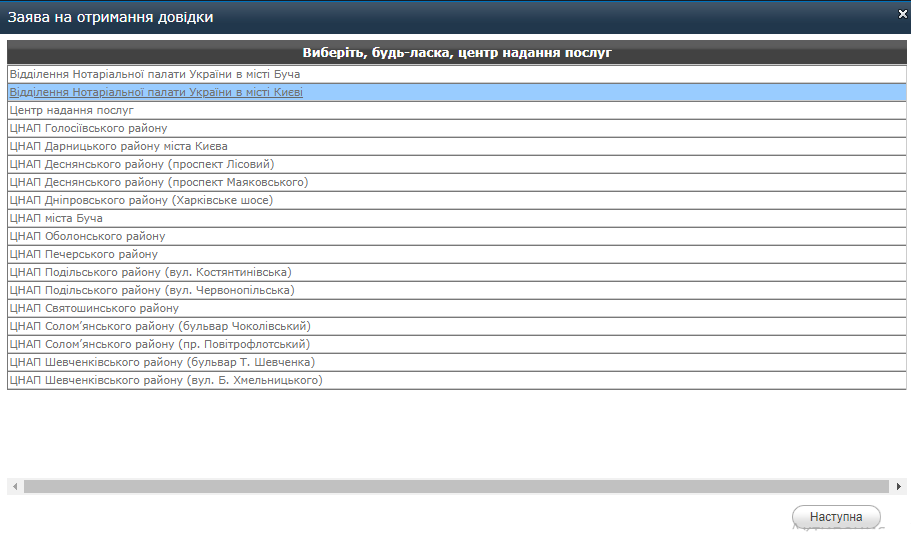 Заява на отримання довідки
Виберіть, будь-ласка, центр надання послуг
Відділення Нотаріальної палати України в місті Буча
Відділення Нотаріальної палати України в місті Києві
Центр надання послуг
ЦНАП Голосіївського району
ЦНАП Дарницького району міста Києва
ЦНАП Деснянського району (проспект Лісовий)
ЦНАП Деснянського району (проспект Маяковського)
ЦНАП Дніпровського району (Харківське шосе)
ЦНАП міста Буча
ЦНАП Оболонського району
ЦНАП Печерського району
ЦНАП Подільського району (вул. Костянтинівська)
ЦНАП Подільського району (вул. Червонопільська)
ЦНАП Святошинського району
ЦНАП Солом’янського району (бульвар Чоколівський)
ЦНАП Солом’янського району (пр. Повітрофлотський)
ЦНАП Шевченківського району (бульвар Т. Шевченка)
ЦНАП Шевченківського району (вул. Б. Хмельницького)
Наступна